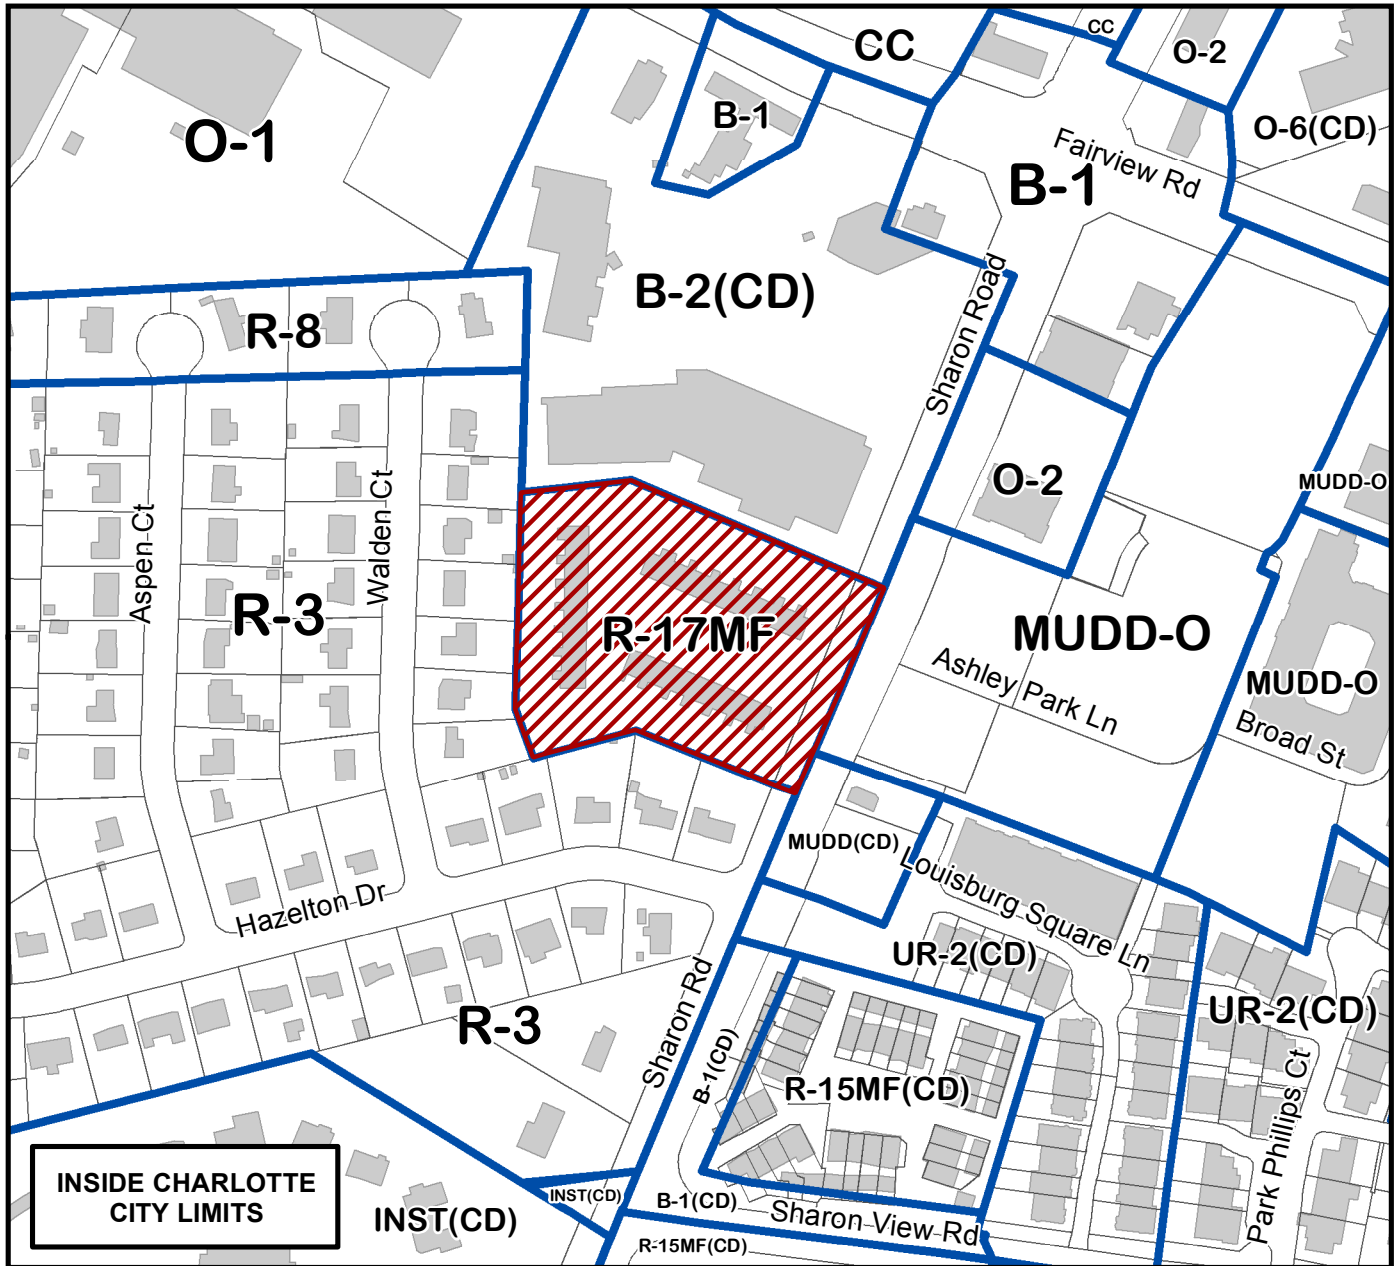 CC
CC
O-2
B-1
O-6(CD)
O-1
Fairview Rd
B-1
B-2(CD)
Sharon Road
R-8
O-2
MUDD-O
Aspen Ct
Walden Ct
R-3
R-17MF
MUDD-O
Ashley Park Ln
MUDD-O
Broad St
MUDD(CD)
Louisburg Square Ln
Hazelton Dr
UR-2(CD)
UR-2(CD)
R-3
Sharon Rd
B-1(CD)
R-15MF(CD)
Park Phillips Ct
INSIDE CHARLOTTE
CITY LIMITS
INST(CD)
INST(CD)
B-1(CD)
Sharon View Rd
R-15MF(CD)